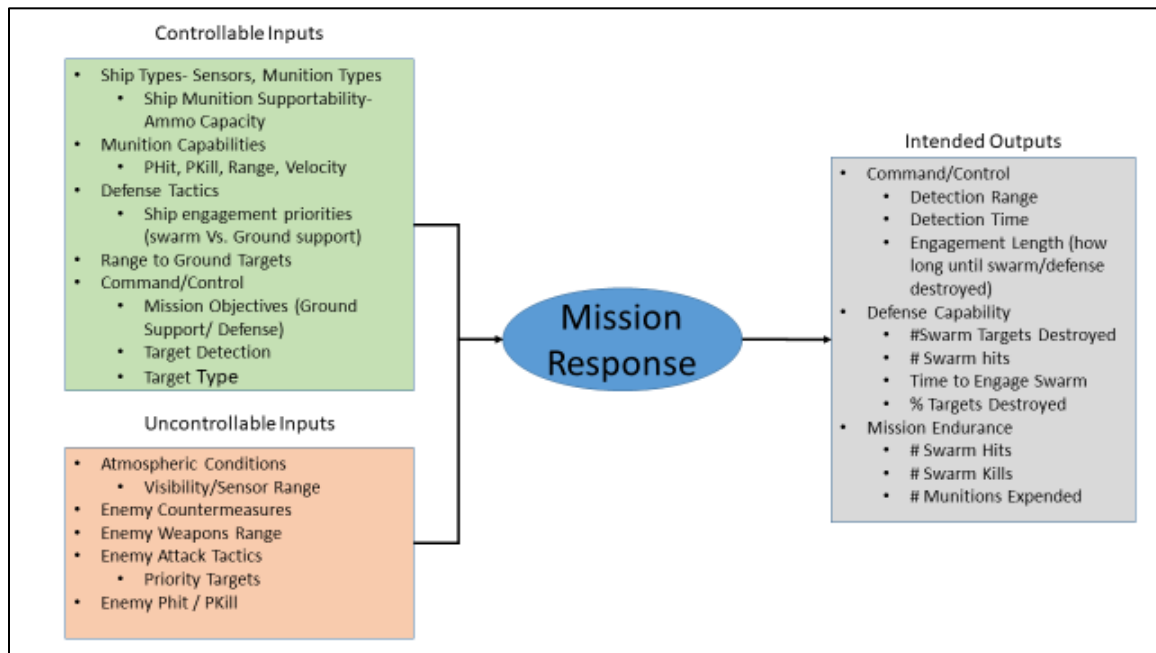 Controllable Inputs
• Ship Types- Sensors, Munition Types
• Ship Munition Supportability-
Ammo Capacity
• Munition Capabilities
• PHit, PKill, Range, Velocity
• Defense Tactics
• Ship engagement priorities
(swarm Vs. Ground support)
• Range to Ground Targets
• Command/Control
• Mission Objectives (Ground
Support/ Defense)
• Target Detection
• Target Type
Uncontrollable Inputs
• Atmospheric Conditions
• Visibility/Sensor Range
• Enemy Countermeasures
• Enemy Weapons Range
• Enemy Attack Tactics
• Priority Targets
• Enemy Phit / PKill
Mission
Response
Intended Outputs
• Command/Control
• Detection Range
• Detection Time
• Engagement Length (how
long until swarm/defense
destroyed)
• Defense Capability
• #Swarm Targets Destroyed
• # Swarm hits
• Time to Engage Swarm
• % Targets Destroyed
• Mission Endurance
• # Swarm Hits
• # Swarm Kills
• # Munitions Expended